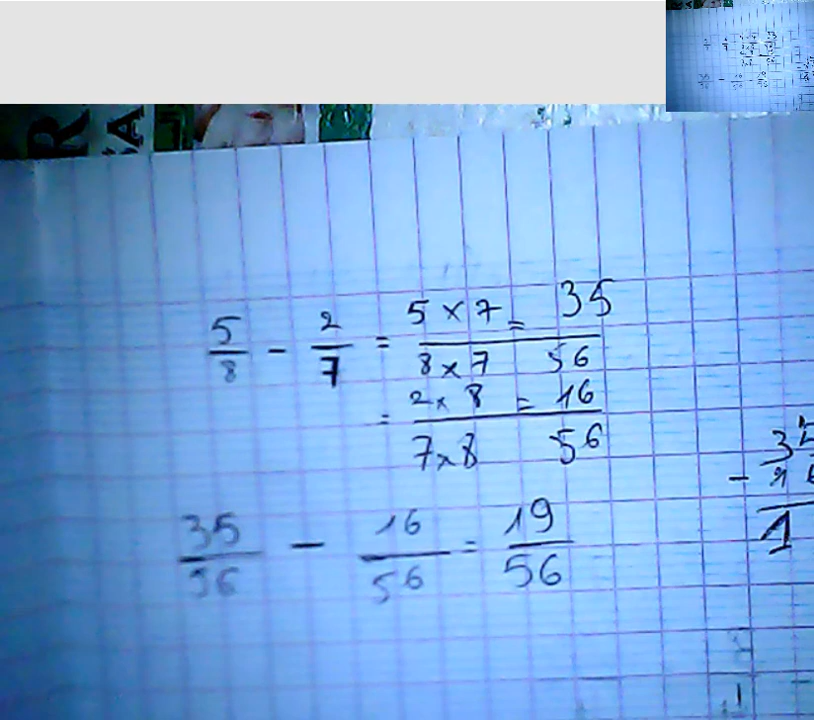 5/8 - 2/7 = 5 × 7 / 8 × 7 = 35/56
= 2 × 8 / 7 × 8 = 16/56
35/56 - 16/56 = 19/56